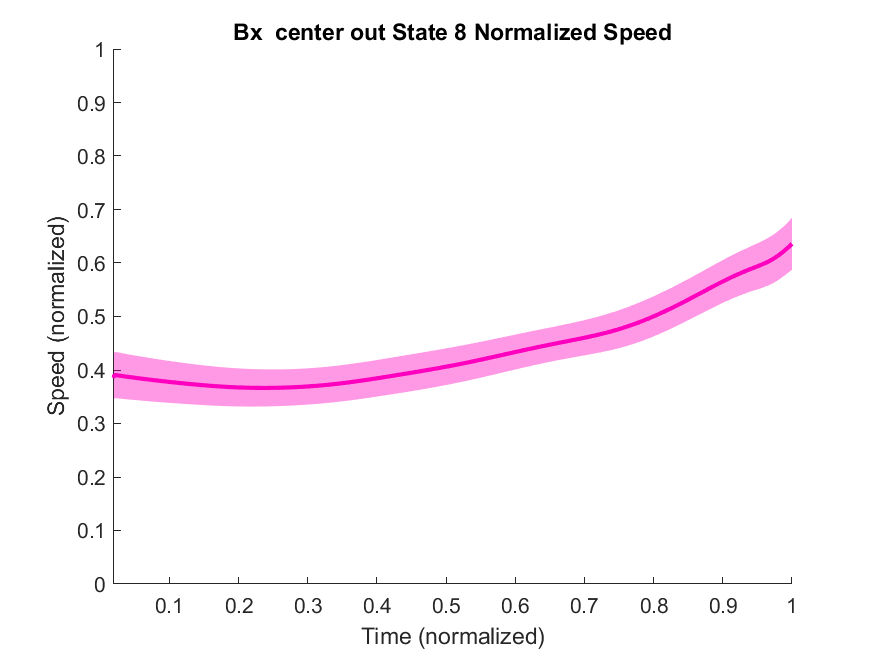 Bx  center out State 8 Normalized Speed
1
0.9
0.8
0.7
0.6
0.5
0.4
0.3
0.2
0.1
0
Speed (normalized)
0.1 0.2 0.3 0.4 0.5 0.6 0.7 0.8 0.9 1
Time (normalized)